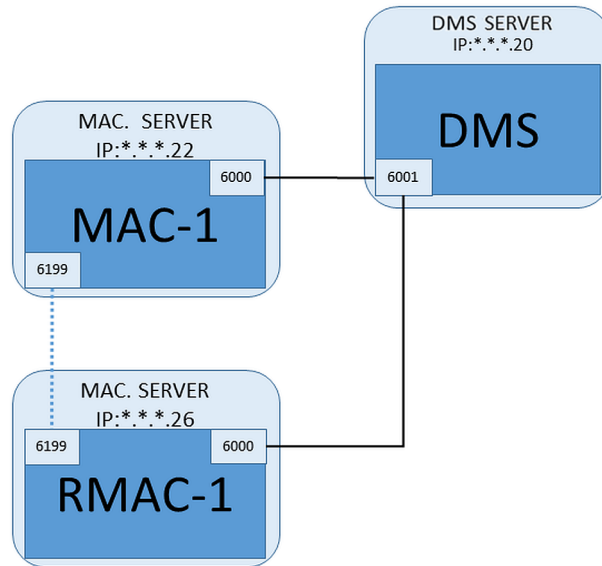 DMS SERVER
IP:*.*.*.20
DMS
6001
MAC. SERVER
IP:*.*.*.22
6000
MAC-1
6199
MAC. SERVER
IP:*.*.*.26
6199
6000
RMAC-1